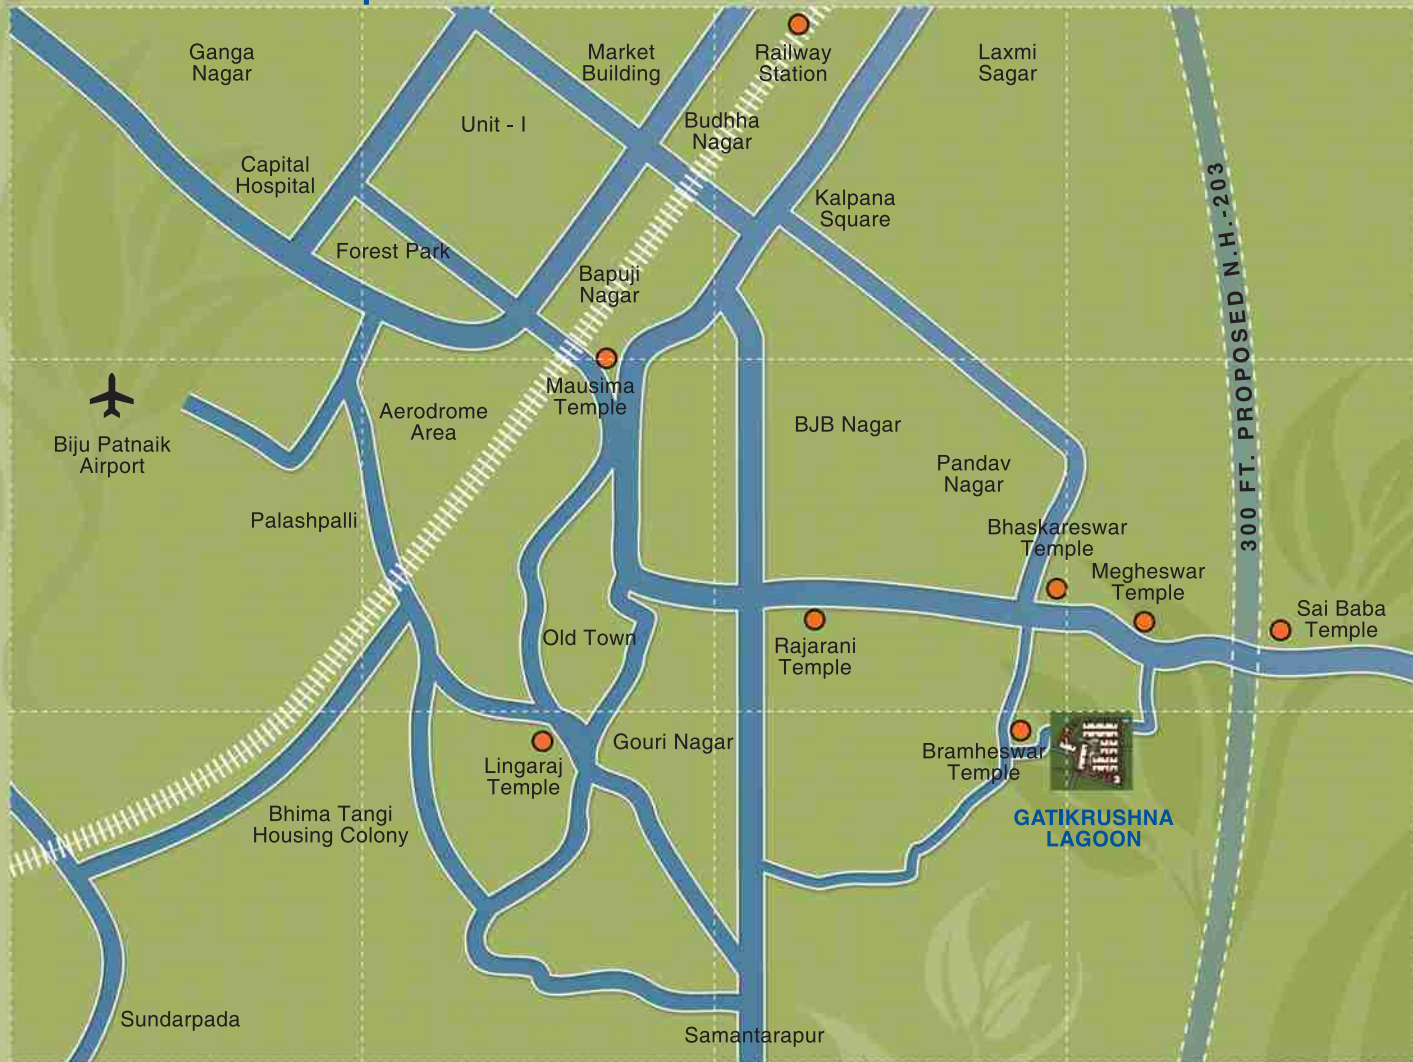 Ganga
Nagar
Market
Building
Railway
Station
Laxmi
Sagar
Unit - I
Budhha
Nagar
Capital
Hospital
Kalpana
Square
300 FT. PROPOSED N.H.-203
Forest Park
Bapuji
Nagar
Mausima
Temple
Aerodrome
Area
BJB Nagar
Biju Patnaik
Airport
Pandav
Nagar
Palashpalli
Bhaskareswar
Temple
Megheswar
Temple
Sai Baba
Temple
Old Town
Rajarani
Temple
Gouri Nagar
Bramheswar
Temple
Lingaraj
Temple
Bhima Tangi
Housing Colony
GATIKRUSHNA
LAGOON
Sundarpada
Samantarapur